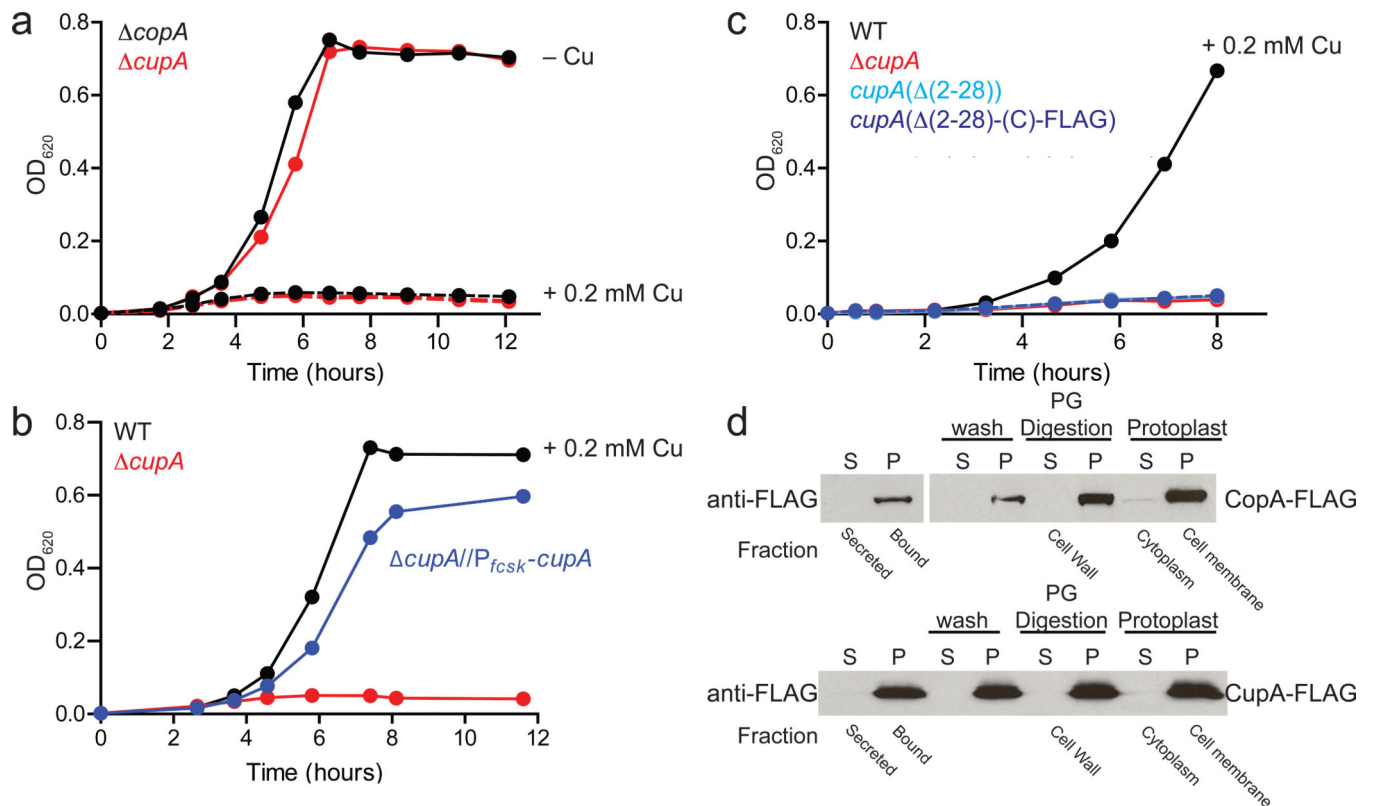 a
ΔcopA
ΔcupA
– Cu
+ 0.2 mM Cu
OD620
0.8
0.6
0.4
0.2
0.0
0 2 4 6 8 10 12
Time (hours)
b
WT
ΔcupA
+ 0.2 mM Cu
ΔcupA//Pfcsk-cupA
OD620
0.8
0.6
0.4
0.2
0.0
0 2 4 6 8 10 12
Time (hours)
c
WT
ΔcupA
cupA(Δ(2-28))
cupA(Δ(2-28)-(C)-FLAG)
+ 0.2 mM Cu
OD620
0.8
0.6
0.4
0.2
0.0
0 2 4 6 8
Time (hours)
d
PG
wash Digestion Protoplast
S P S P S P S P
anti-FLAG CopA-FLAG
Fraction Secreted Bound Cell Wall Cytoplasm Cell membrane
PG
wash Digestion Protoplast
S P S P S P S P
anti-FLAG CupA-FLAG
Fraction Secreted Bound Cell Wall Cytoplasm Cell membrane